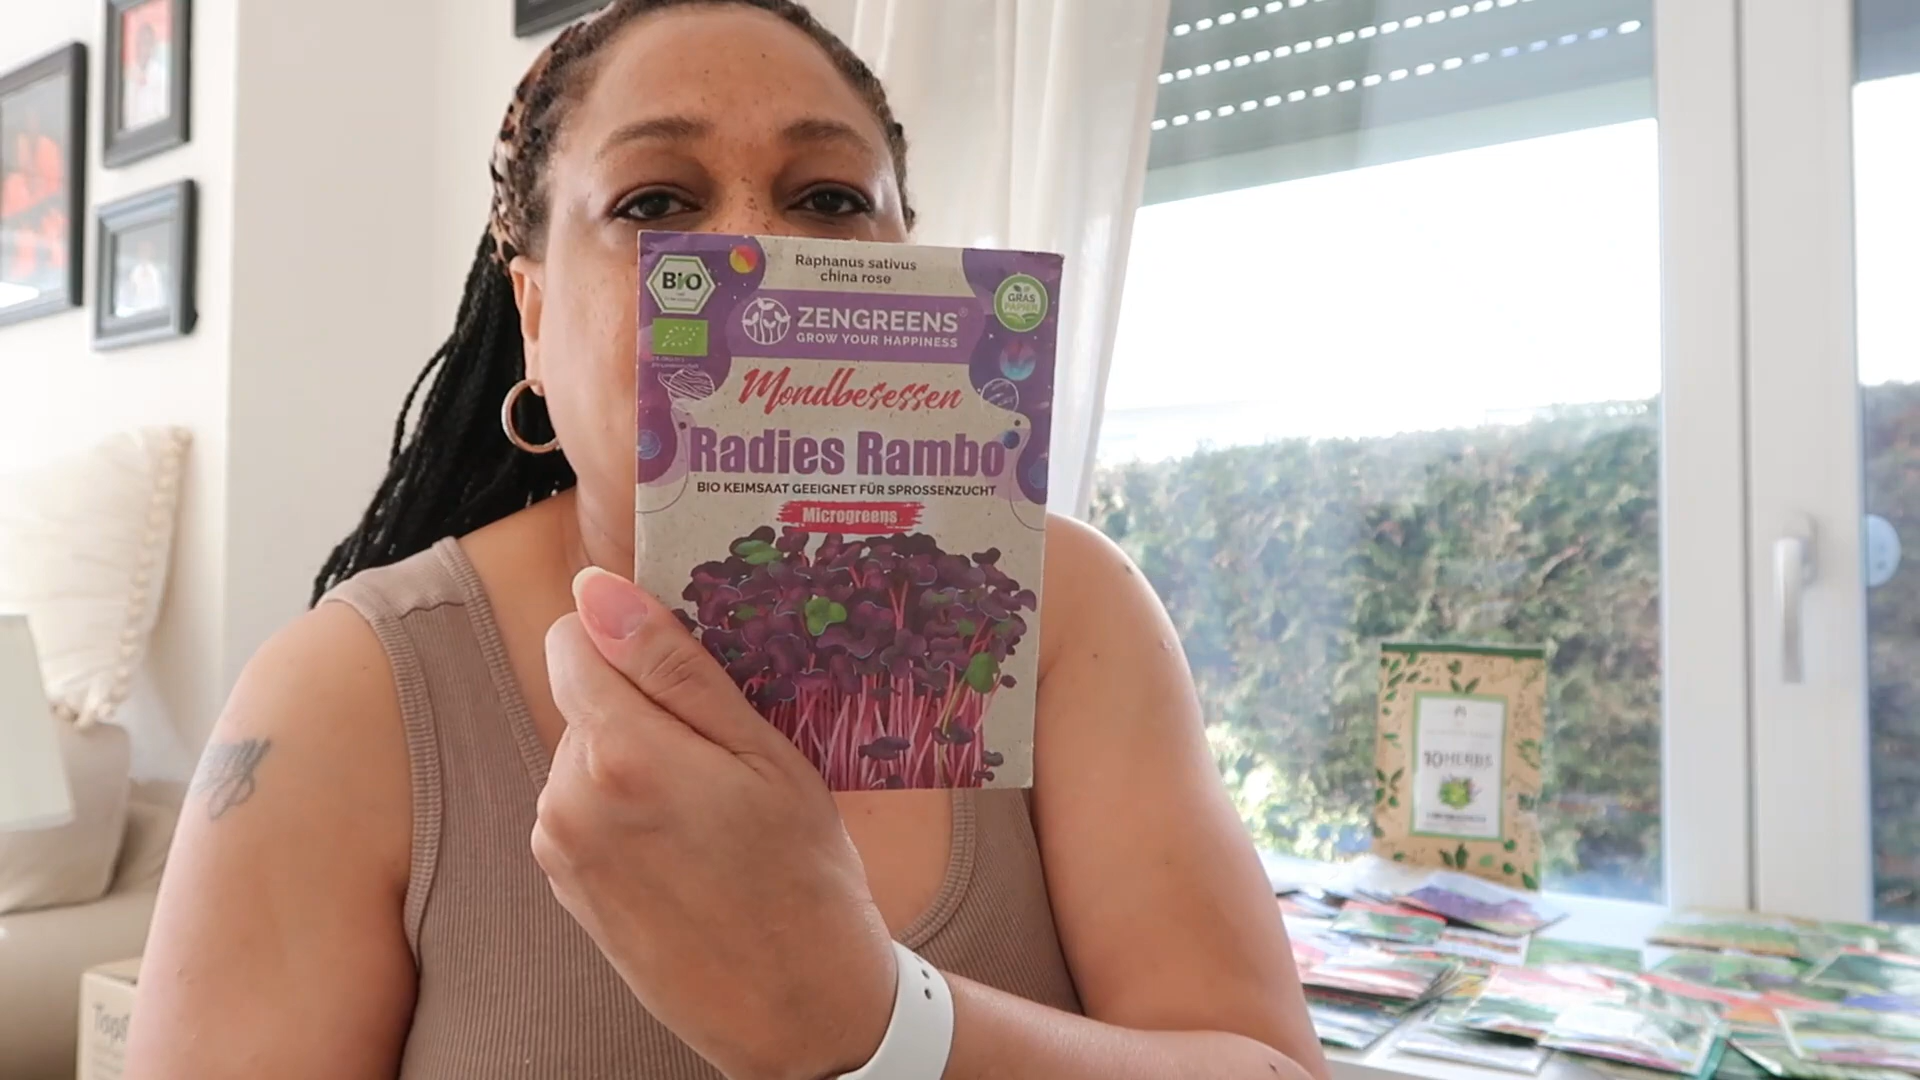 Raphanus sativus
china rose
BIO
GRAS
PAPIER
ZENGREENS®
GROW YOUR HAPPINESS
Mondbesessen
Radies Rambo
BIO KEIMSAAT GEEIGNET FÜR SPROSSENZUCHT
Microgreens
10 HERBS